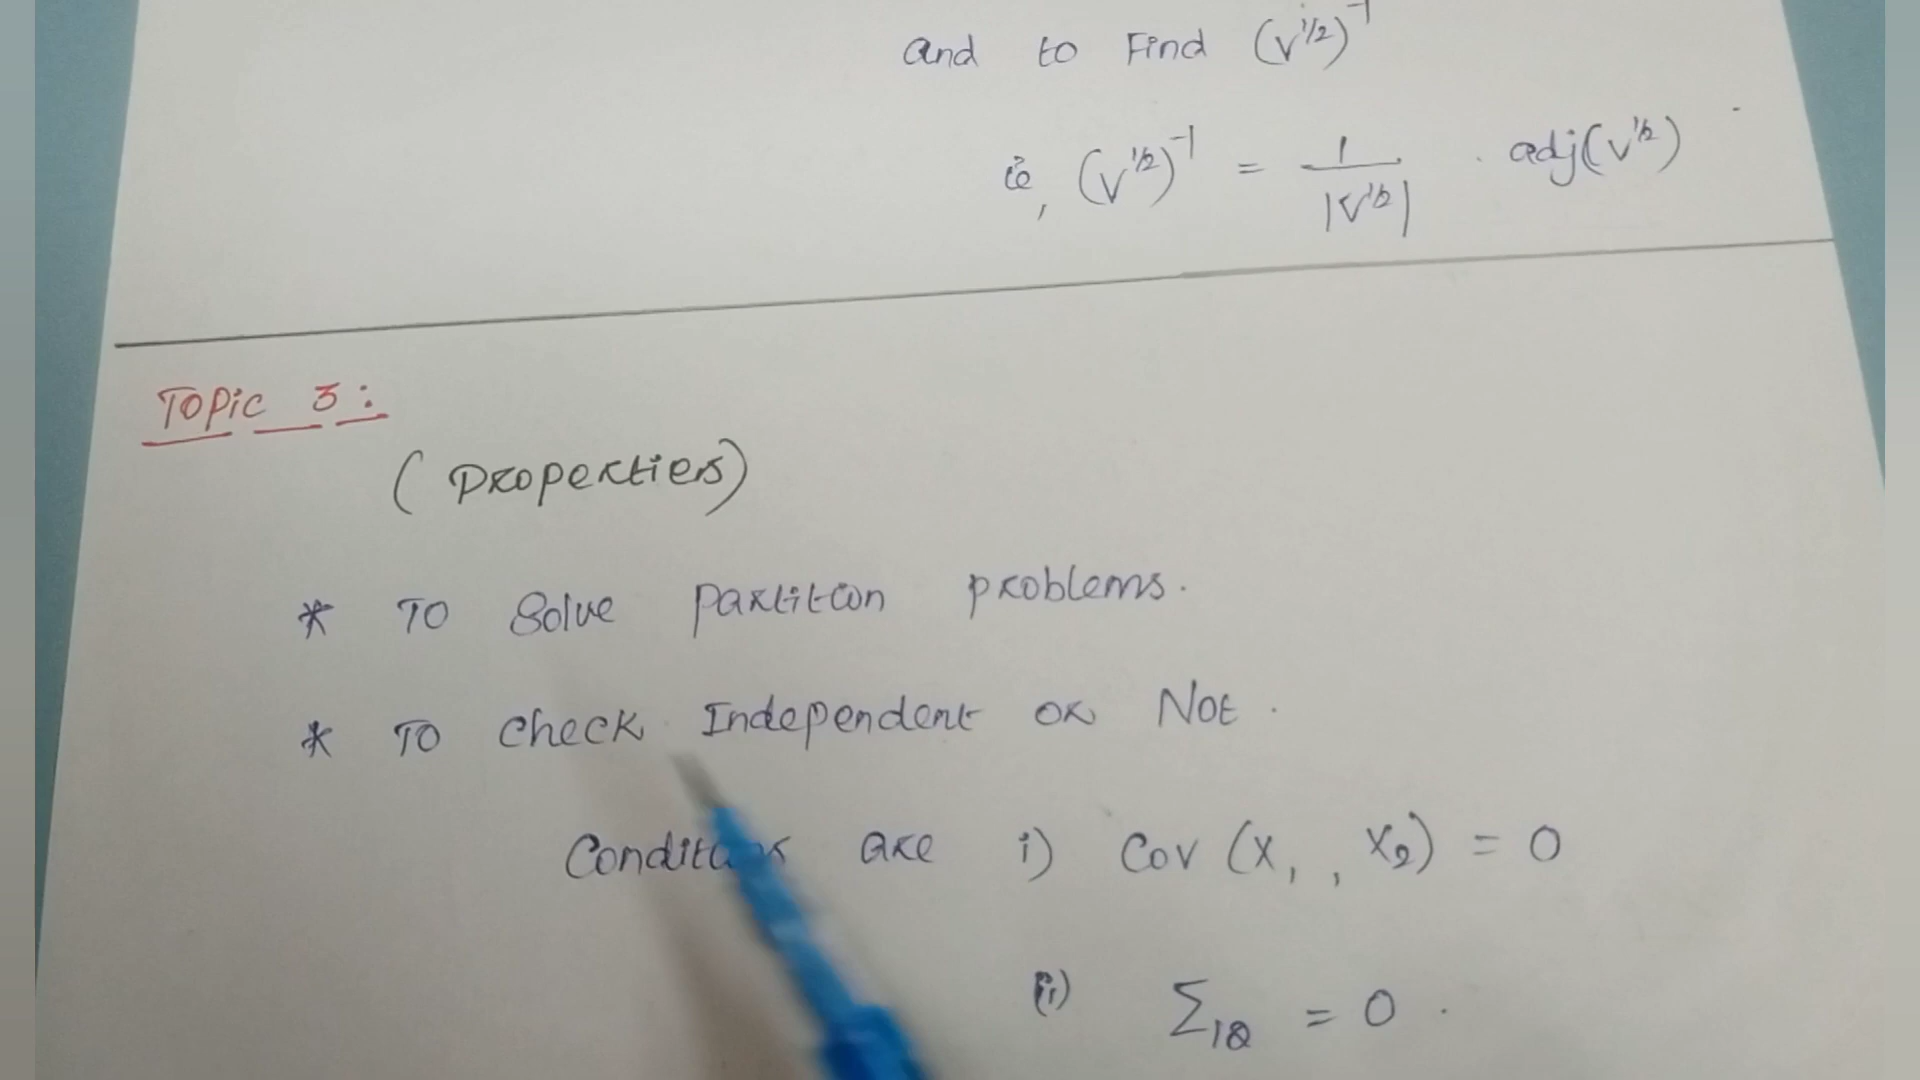 and to Find (V^1/2)^-1
ie, (V^1/2)^-1 = 1/|V^1/2| . adj(V^1/2)
Topic 3:
(Properties)
* To Solve partition problems.
* To check Independent or Not.
are i) Cov (X1, X2) = 0
(ii) Σ12 = 0.